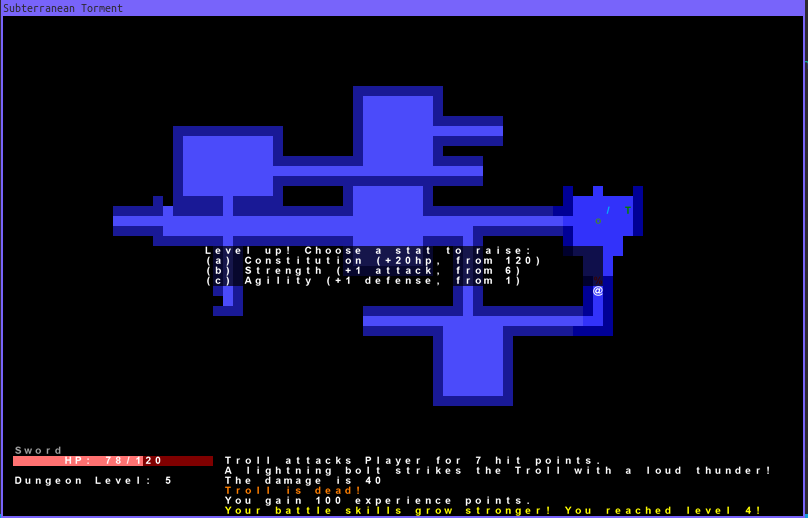 Subterranean Torment
Level up! Choose a stat to raise:
(a) Constitution (+20hp, from 120)
(b) Strength (+1 attack, from 6)
(c) Agility (+1 defense, from 1)
/
o
@
Sword
HP: 78/120
Dungeon Level: 5
Troll attacks Player for 7 hit points.
A lightning bolt strikes the Troll with a loud thunder!
The damage is 40
Troll is dead!
You gain 100 experience points.
Your battle skills grow stronger! You reached level 4!